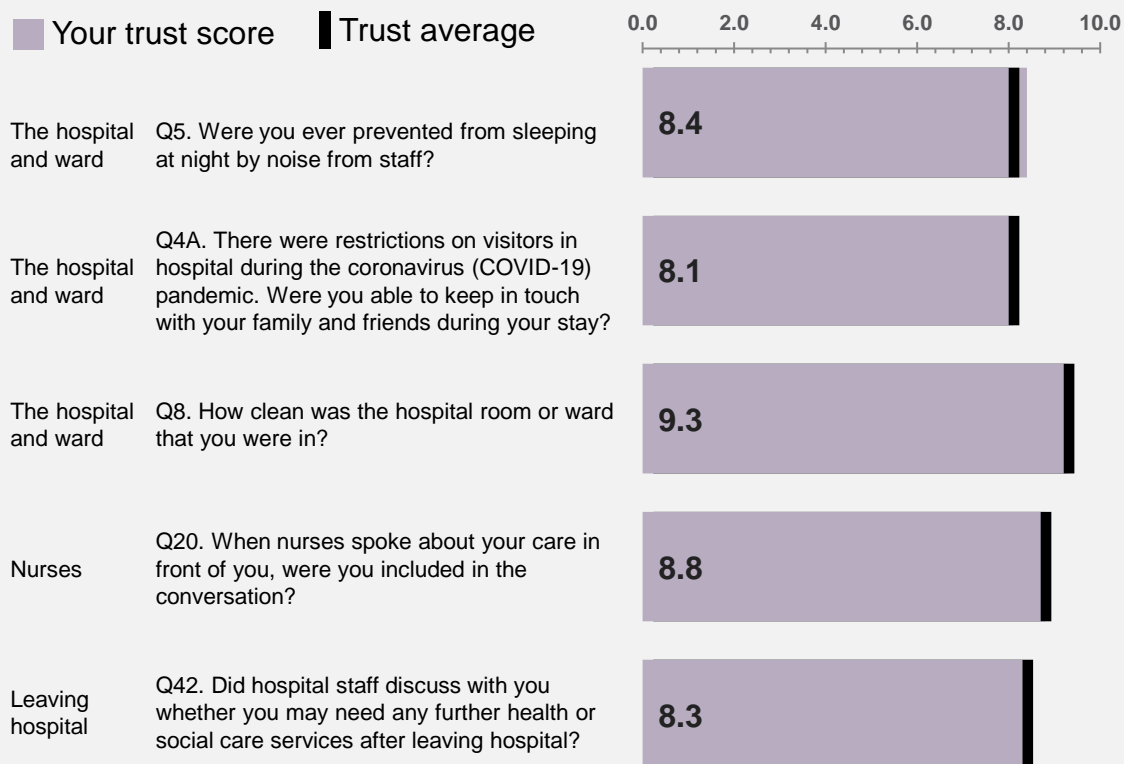 Your trust score
Trust average
0.0 2.0 4.0 6.0 8.0 10.0
The hospital
and ward
Q5. Were you ever prevented from sleeping
at night by noise from staff?
8.4
The hospital
and ward
Q4A. There were restrictions on visitors in
hospital during the coronavirus (COVID-19)
pandemic. Were you able to keep in touch
with your family and friends during your stay?
8.1
The hospital
and ward
Q8. How clean was the hospital room or ward
that you were in?
9.3
Nurses
Q20. When nurses spoke about your care in
front of you, were you included in the
conversation?
8.8
Leaving
hospital
Q42. Did hospital staff discuss with you
whether you may need any further health or
social care services after leaving hospital?
8.3